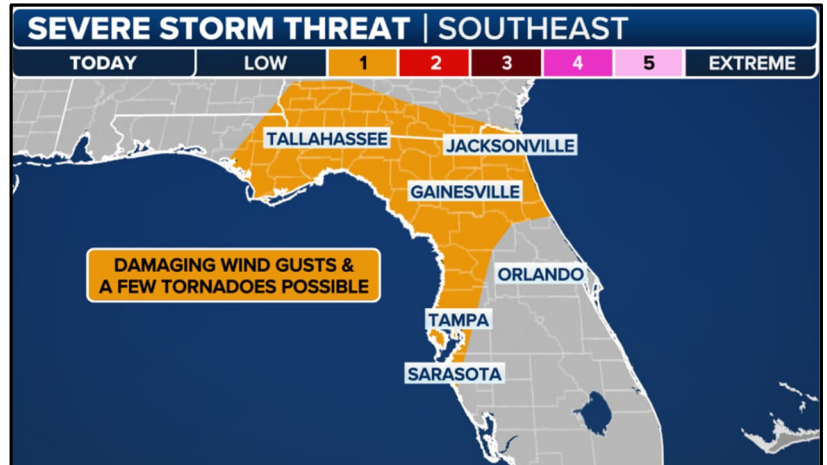 SEVERE STORM THREAT | SOUTHEAST
TODAY LOW 1 2 3 4 5 EXTREME
TALLAHASSEE
JACKSONVILLE
GAINESVILLE
DAMAGING WIND GUSTS &
A FEW TORNADOES POSSIBLE
ORLANDO
TAMPA
SARASOTA